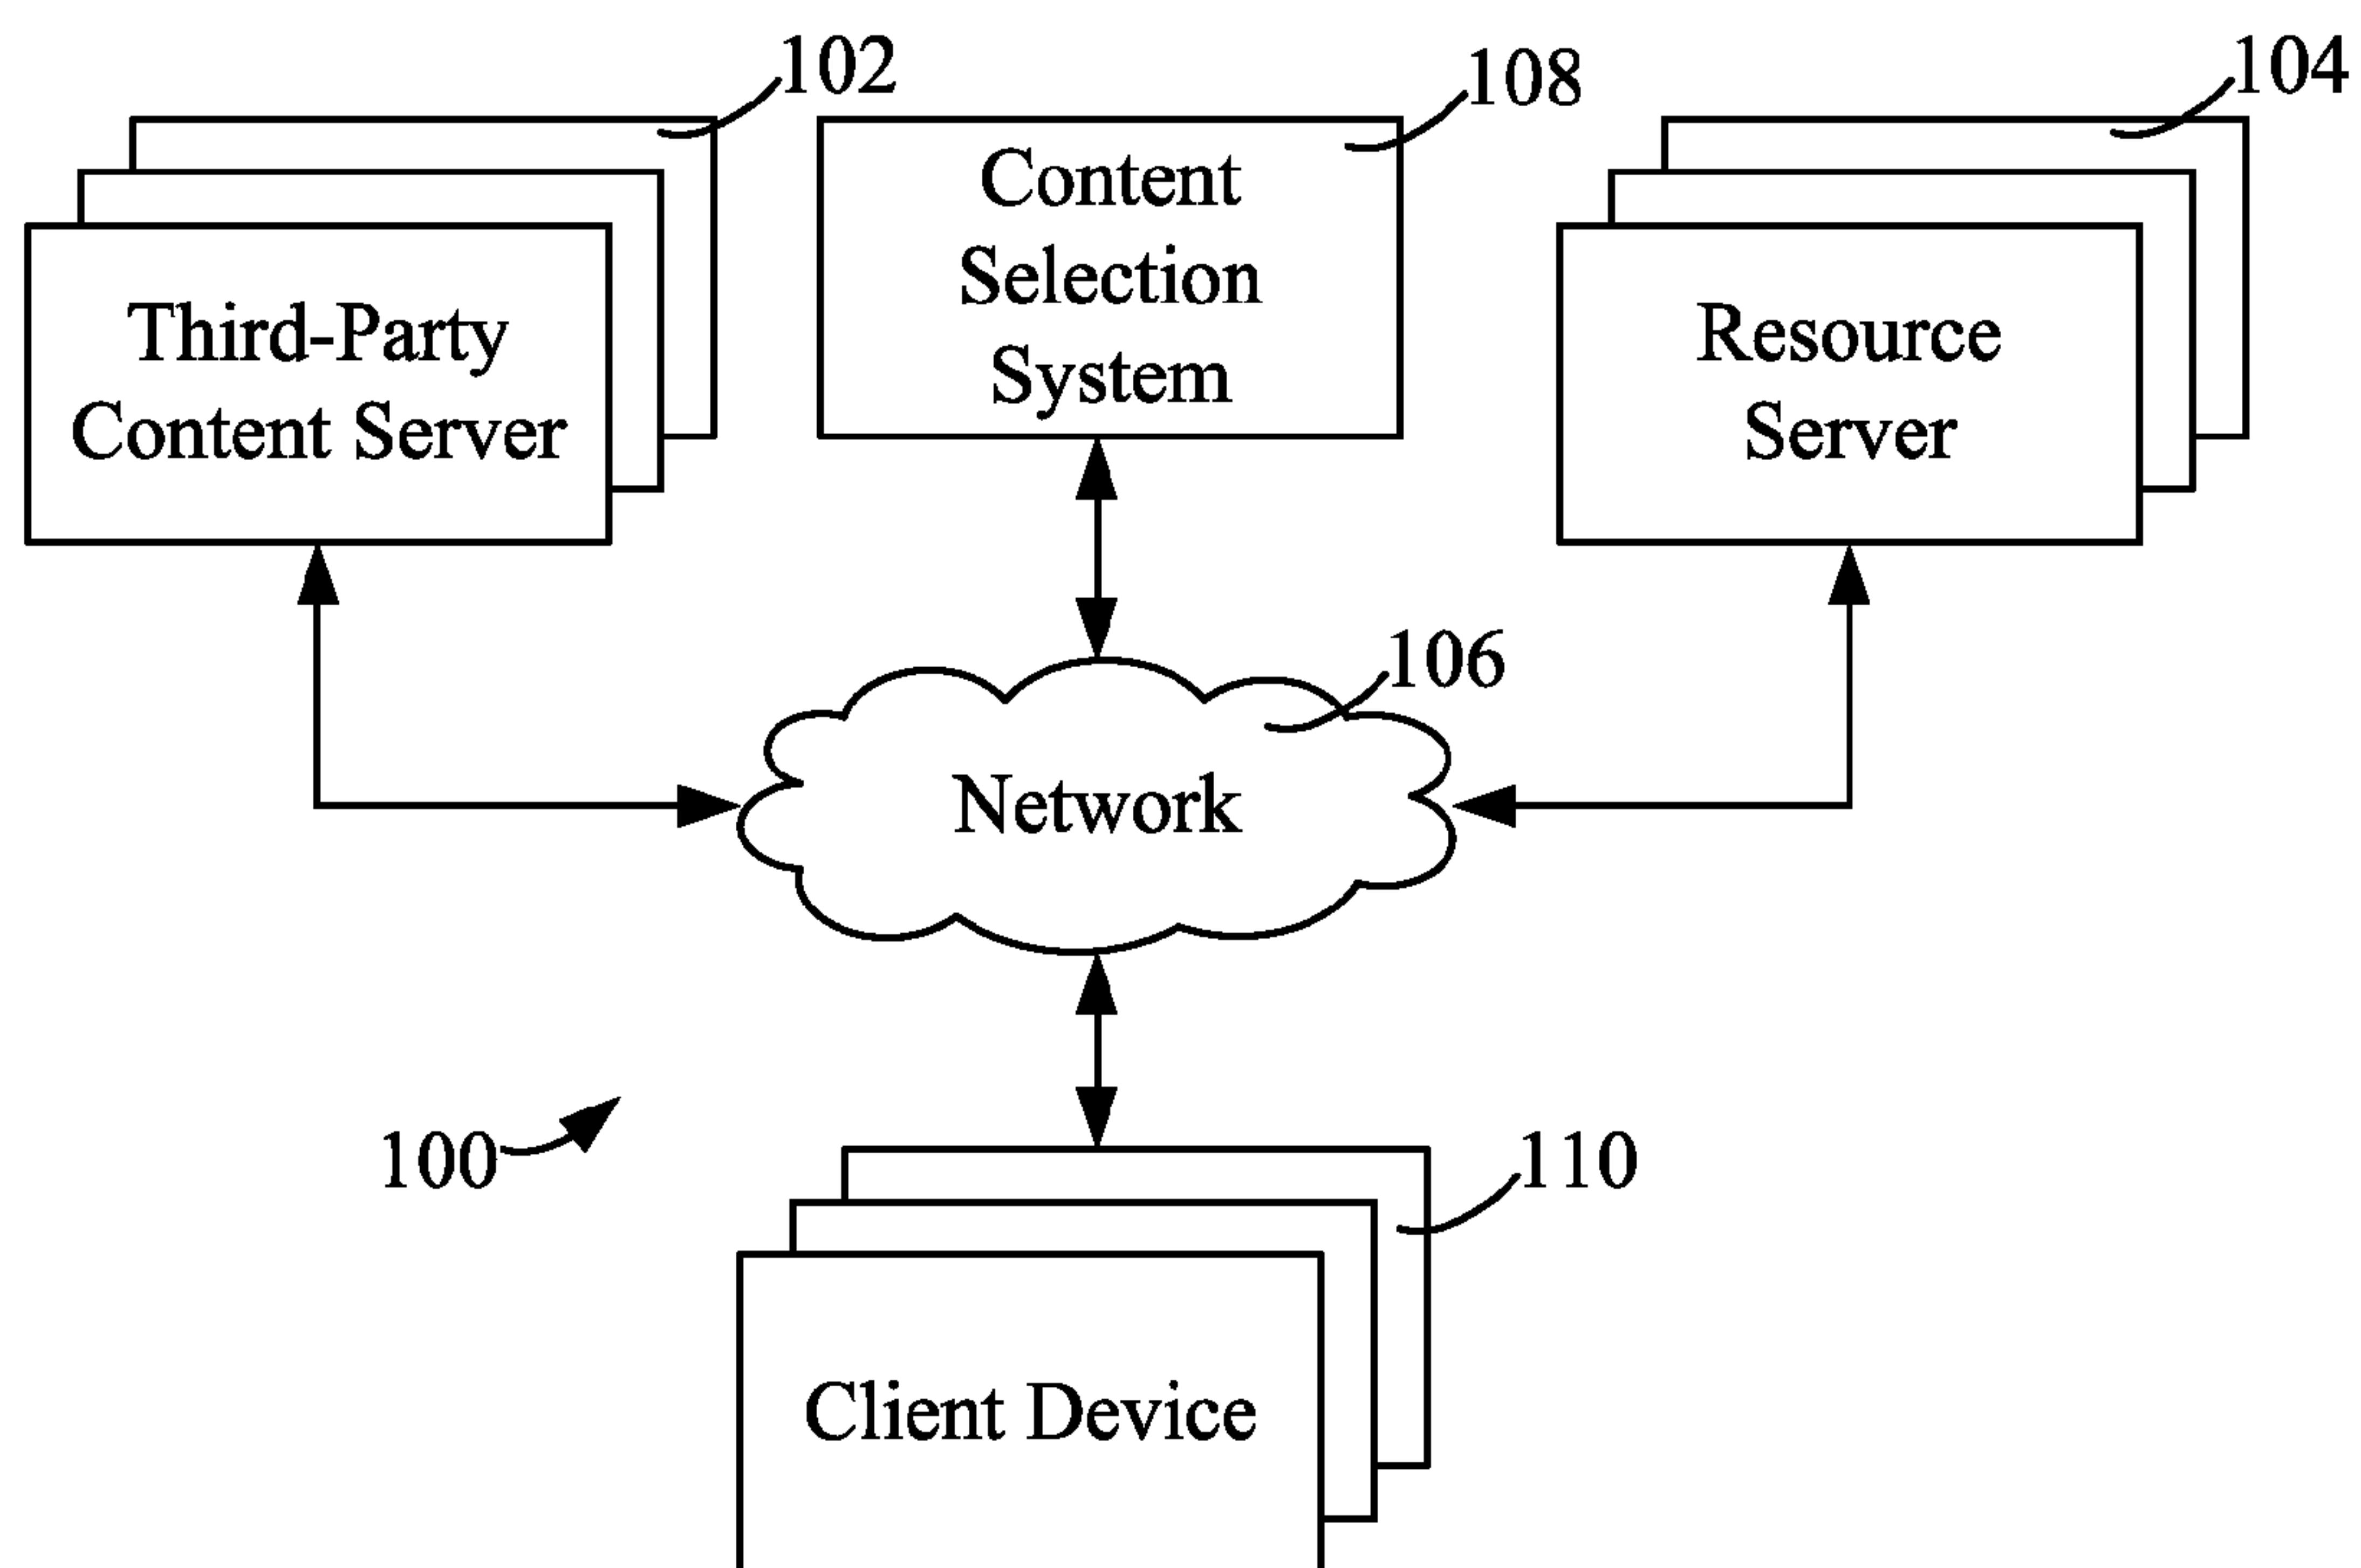 102
108
104
Third-Party
Content Server
Content
Selection
System
Resource
Server
106
Network
100
110
Client Device